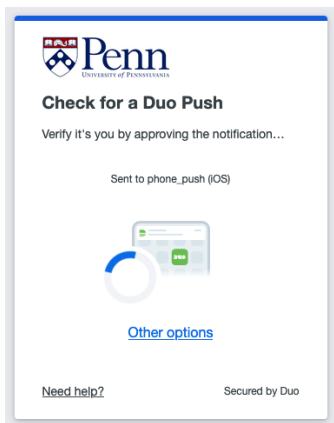 Penn
UNIVERSITY of PENNSYLVANIA
Check for a Duo Push
Verify it's you by approving the notification...
Sent to phone_push (iOS)
DUO
Other options
Need help?
Secured by Duo